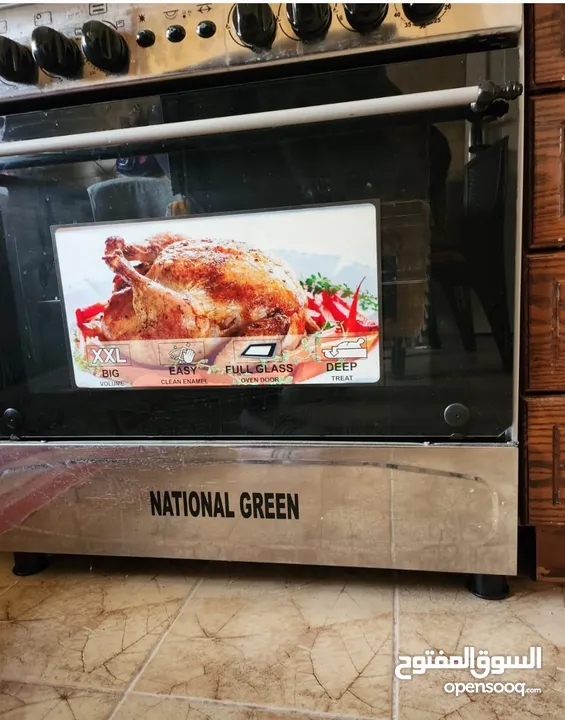 XXL
BIG
VOLUME
EASY
CLEAN ENAMEL
FULL GLASS
OVEN DOOR
DEEP
TREAT
NATIONAL GREEN
السوق المفتوح
opensooq.com